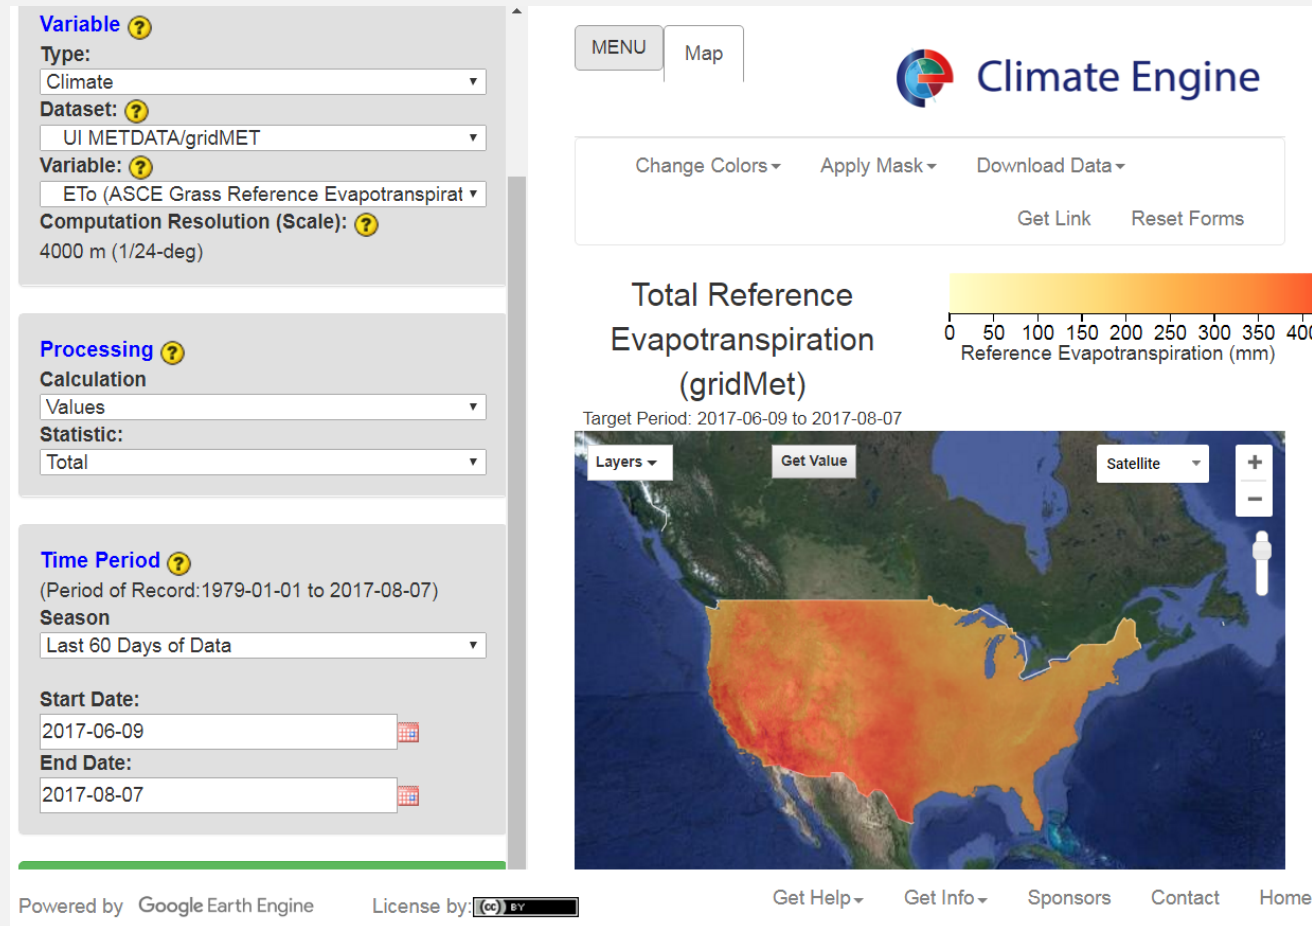 Variable ?
Type:
Climate
Dataset: ?
UI METDATA/gridMET
Variable: ?
ETo (ASCE Grass Reference Evapotranspirat
Computation Resolution (Scale): ?
4000 m (1/24-deg)
Processing ?
Calculation
Values
Statistic:
Total
Time Period ?
(Period of Record:1979-01-01 to 2017-08-07)
Season
Last 60 Days of Data
Start Date:
2017-06-09
End Date:
2017-08-07
MENU
Map
Climate Engine
Change Colors
Apply Mask
Download Data
Get Link
Reset Forms
Total Reference
Evapotranspiration
(gridMet)
Target Period: 2017-06-09 to 2017-08-07
0 50 100 150 200 250 300 350 400
Reference Evapotranspiration (mm)
Layers
Get Value
Satellite
+
−
Powered by Google Earth Engine
License by: (cc) BY
Get Help
Get Info
Sponsors
Contact
Home